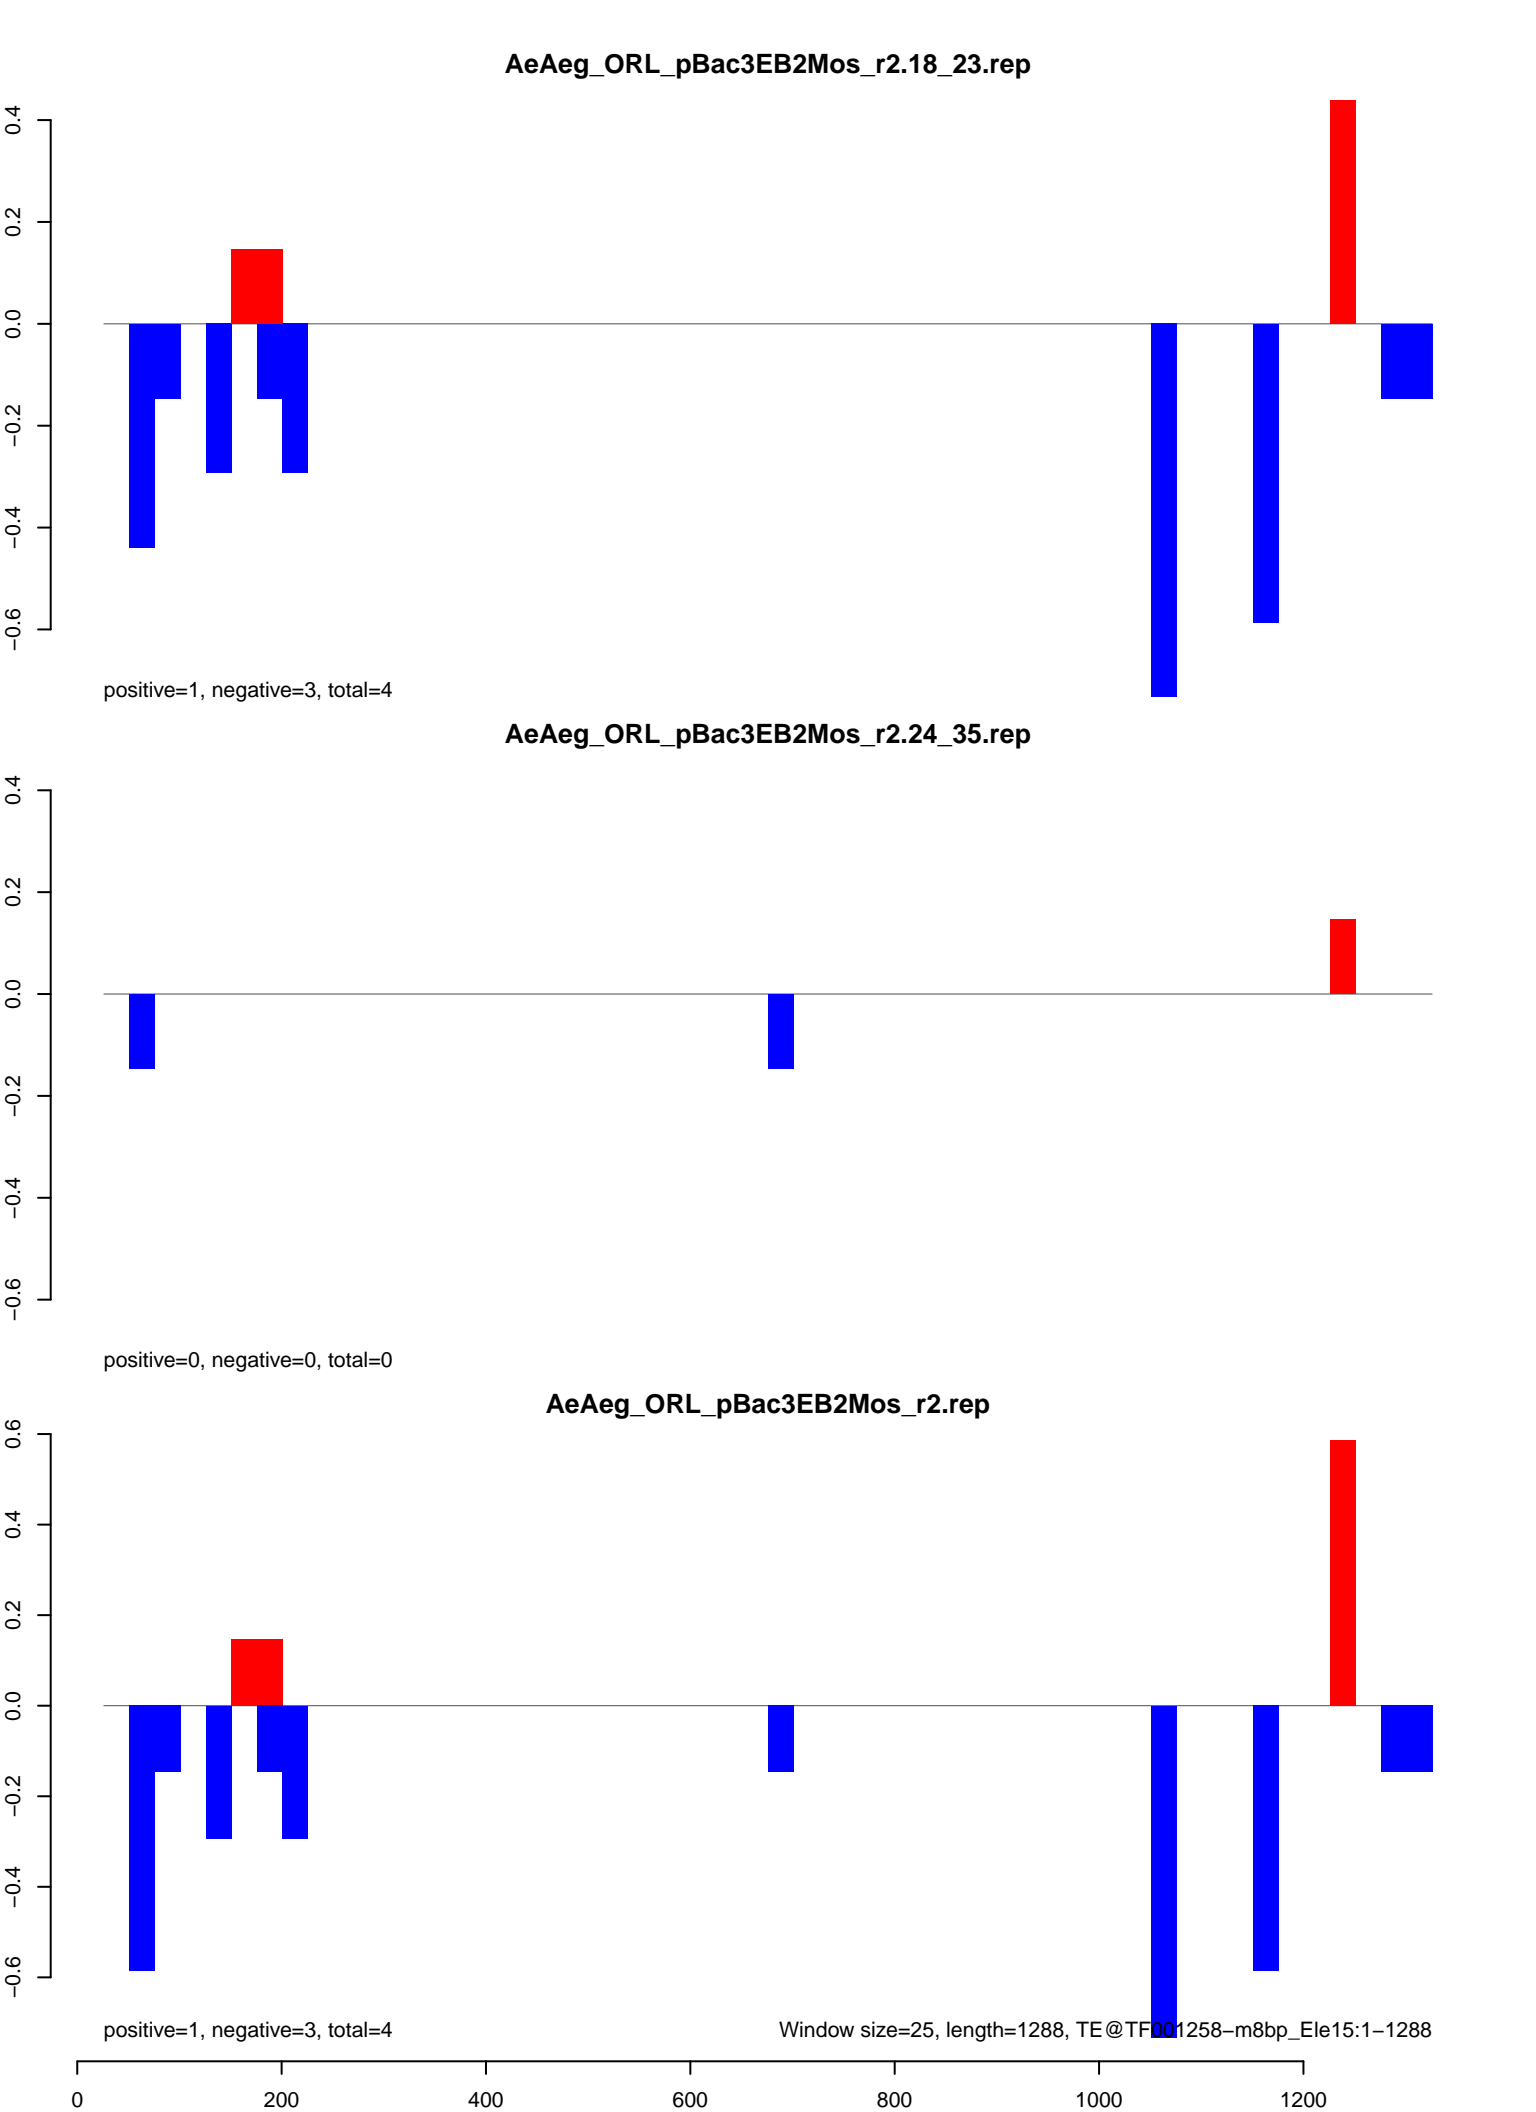 AeAeg_ORL_pBac3EB2Mos_r2.18_23.rep
0.4
0.2
0.0
−0.2
−0.4
−0.6
positive=1, negative=3, total=4
AeAeg_ORL_pBac3EB2Mos_r2.24_35.rep
0.4
0.2
0.0
−0.2
−0.4
−0.6
positive=0, negative=0, total=0
AeAeg_ORL_pBac3EB2Mos_r2.rep
0.6
0.4
0.2
0.0
−0.2
−0.4
−0.6
positive=1, negative=3, total=4
Window size=25, length=1288, TE@TF001258−m8bp_Ele15:1−1288
0 200 400 600 800 1000 1200